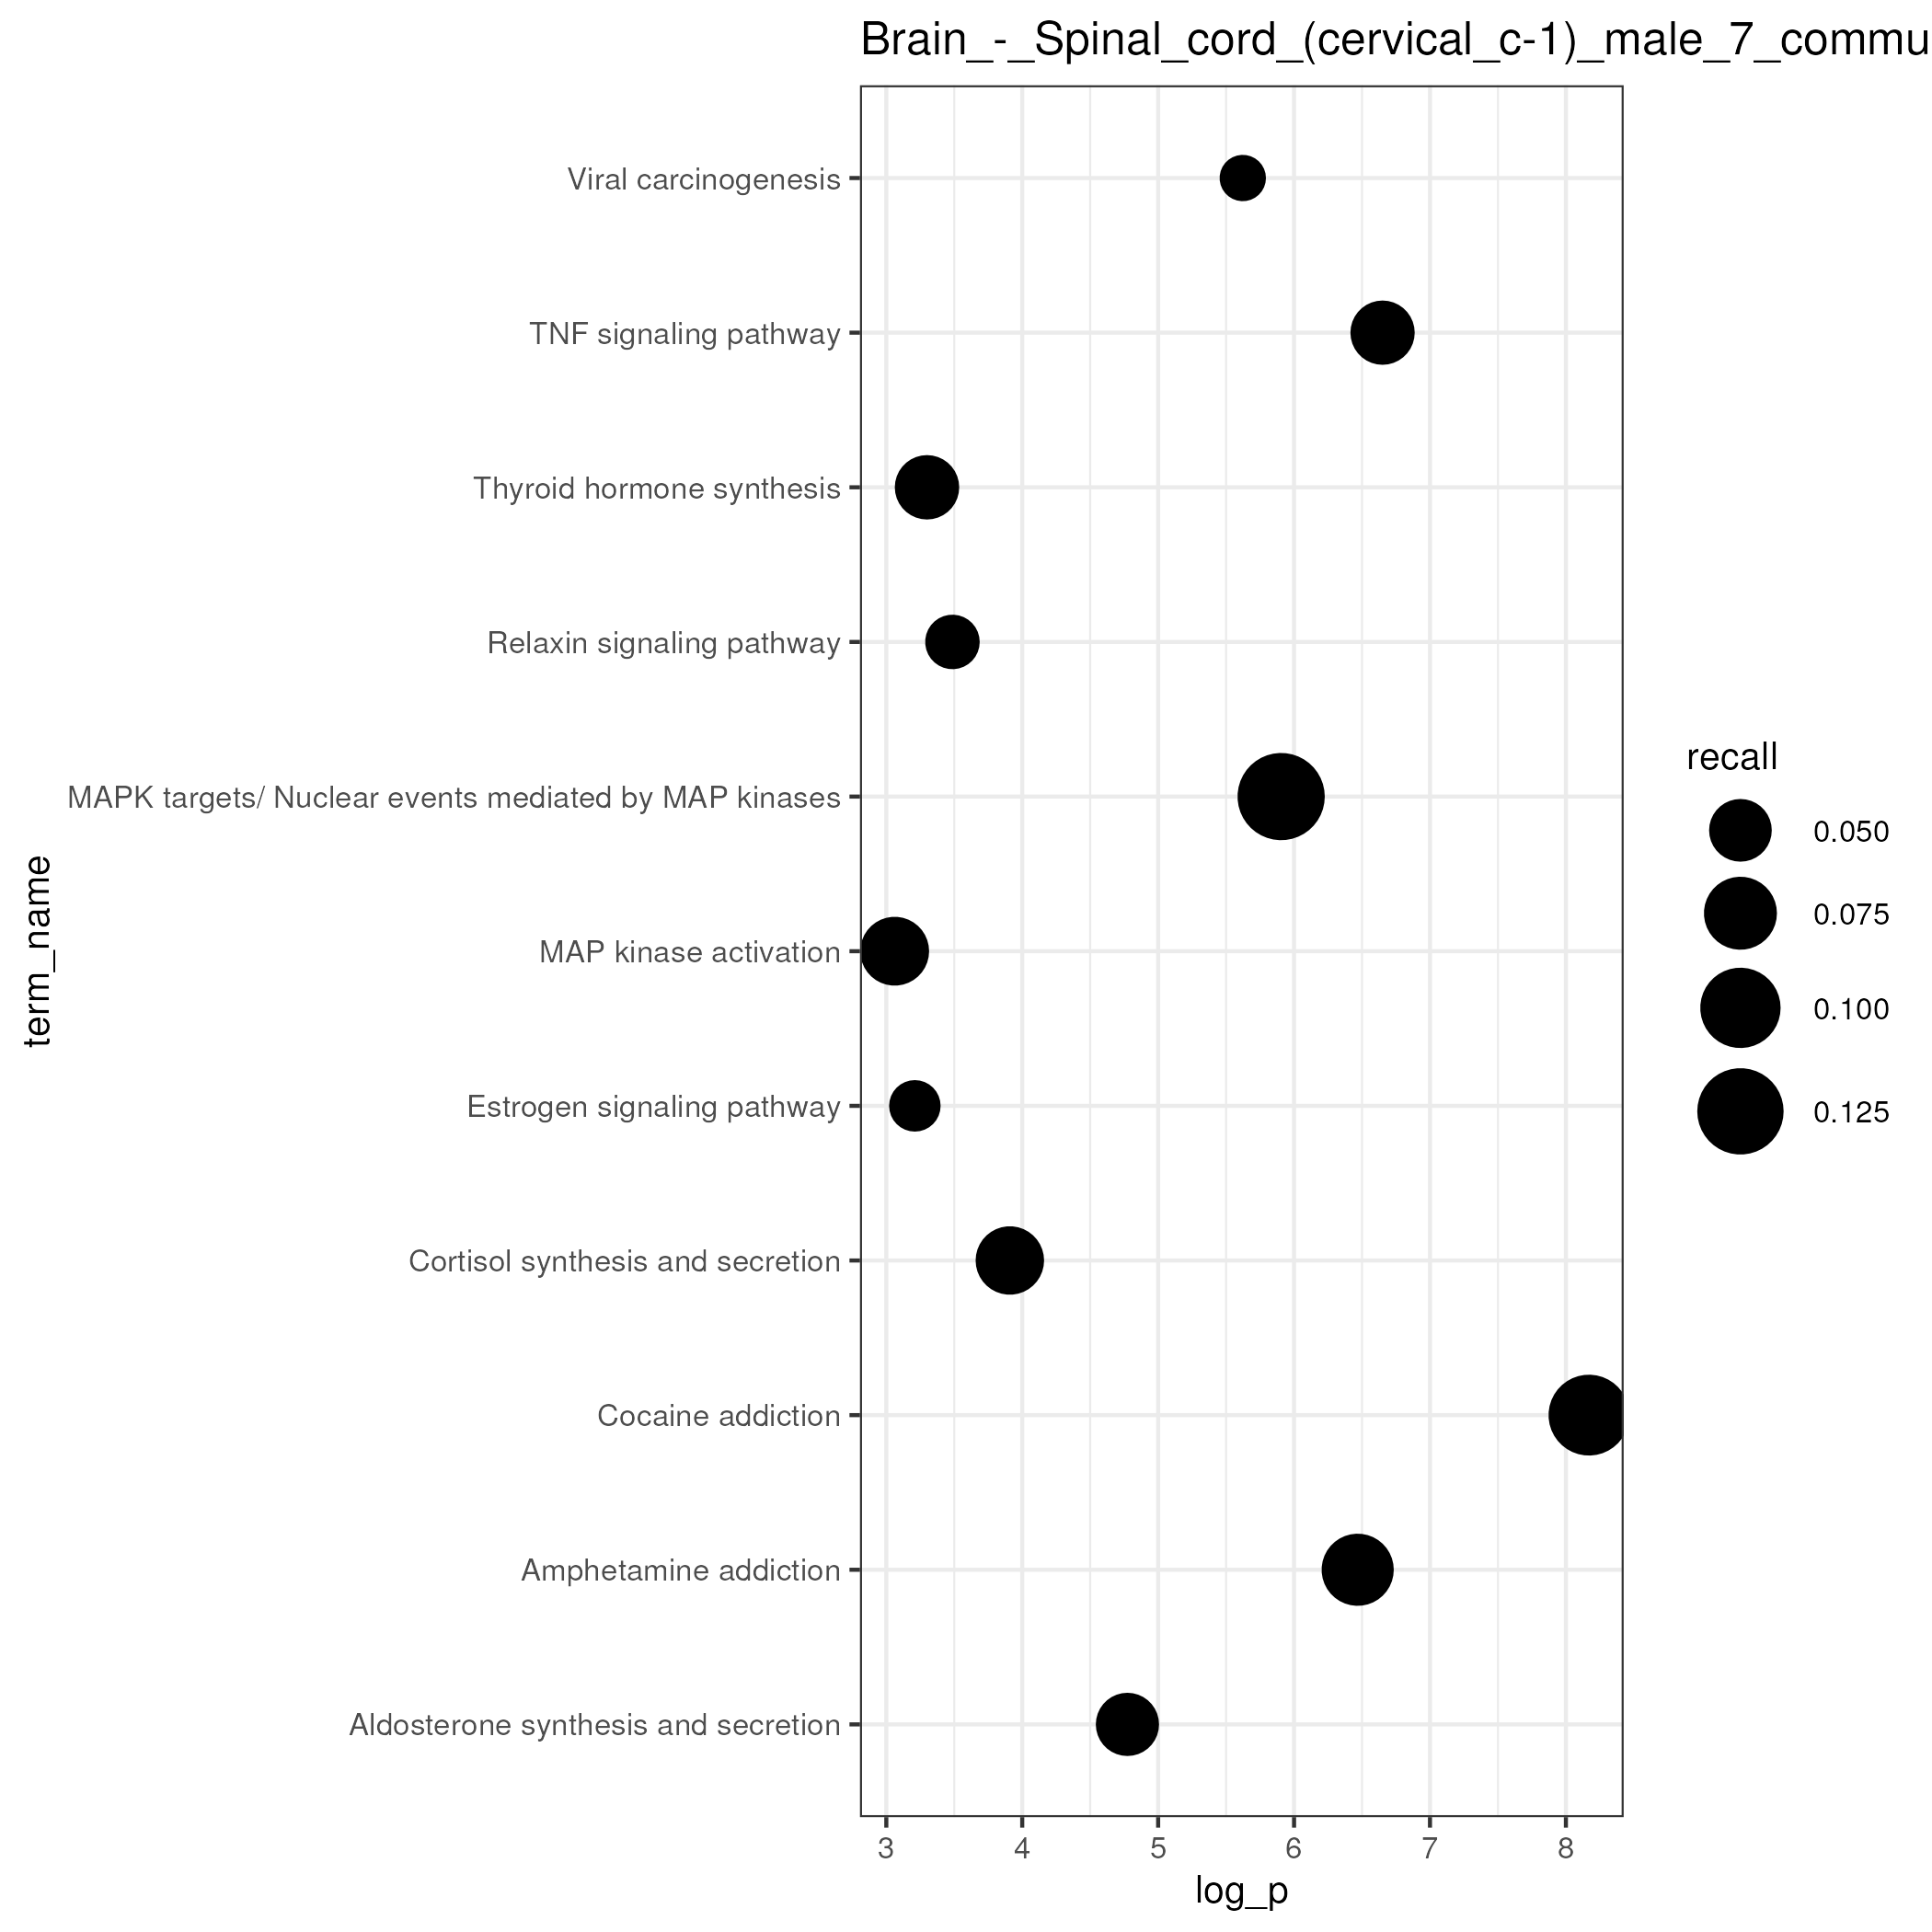 Brain_-_Spinal_cord_(cervical_c-1)_male_7_commu
Viral carcinogenesis
TNF signaling pathway
Thyroid hormone synthesis
Relaxin signaling pathway
MAPK targets/ Nuclear events mediated by MAP kinases
MAP kinase activation
Estrogen signaling pathway
Cortisol synthesis and secretion
Cocaine addiction
Amphetamine addiction
Aldosterone synthesis and secretion
term_name
3 4 5 6 7 8
log_p
recall
0.050
0.075
0.100
0.125